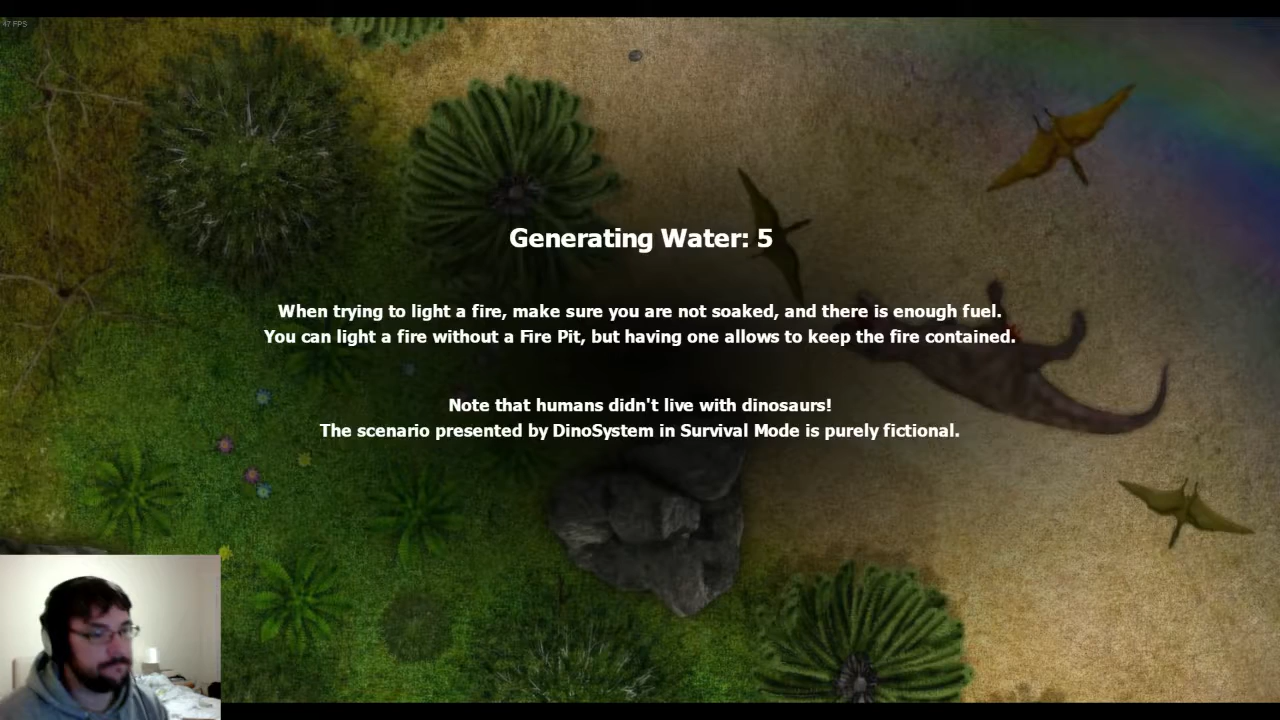 47 FPS
Generating Water: 5
When trying to light a fire, make sure you are not soaked, and there is enough fuel.
You can light a fire without a Fire Pit, but having one allows to keep the fire contained.
Note that humans didn't live with dinosaurs!
The scenario presented by DinoSystem in Survival Mode is purely fictional.